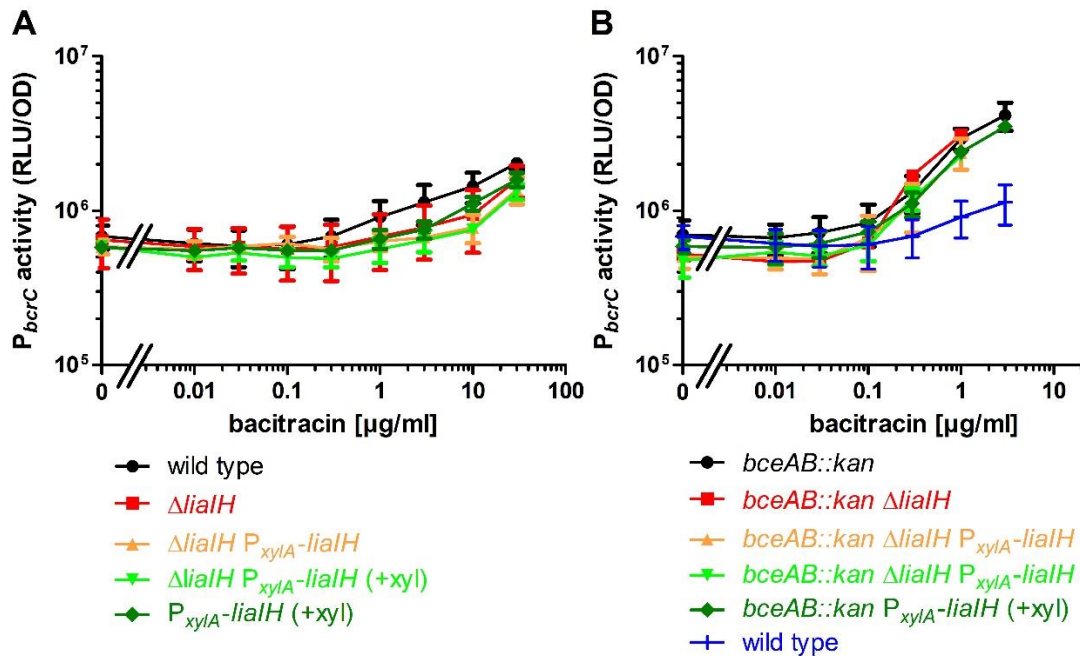 A
P_bcrC activity (RLU/OD)
10^7
10^6
10^5
0 0.01 0.1 1 10 100
bacitracin [µg/ml]
wild type
ΔliaIH
ΔliaIH P_xylA-liaIH
ΔliaIH P_xylA-liaIH (+xyl)
P_xylA-liaIH (+xyl)
B
P_bcrC activity (RLU/OD)
10^7
10^6
10^5
0 0.01 0.1 1 10
bacitracin [µg/ml]
bceAB::kan
bceAB::kan ΔliaIH
bceAB::kan ΔliaIH P_xylA-liaIH
bceAB::kan ΔliaIH P_xylA-liaIH
bceAB::kan P_xylA-liaIH (+xyl)
wild type